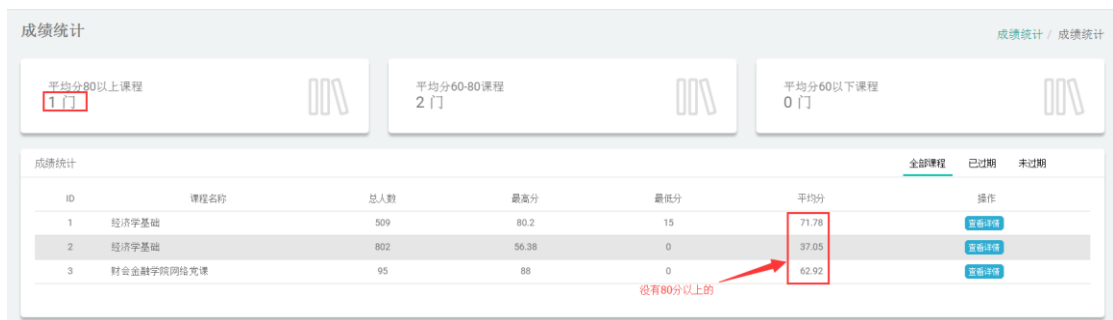 成绩统计
成绩统计 / 成绩统计
平均分80以上课程
1 门
平均分60-80课程
2 门
平均分60以下课程
0 门
成绩统计
全部课程 已过期 未过期
ID 课程名称 总人数 最高分 最低分 平均分 操作
1 经济学基础 509 80.2 15 71.78 查看详情
2 经济学基础 802 56.38 0 37.05 查看详情
3 财会金融学院网络党课 95 88 0 62.92 查看详情
没有80分以上的